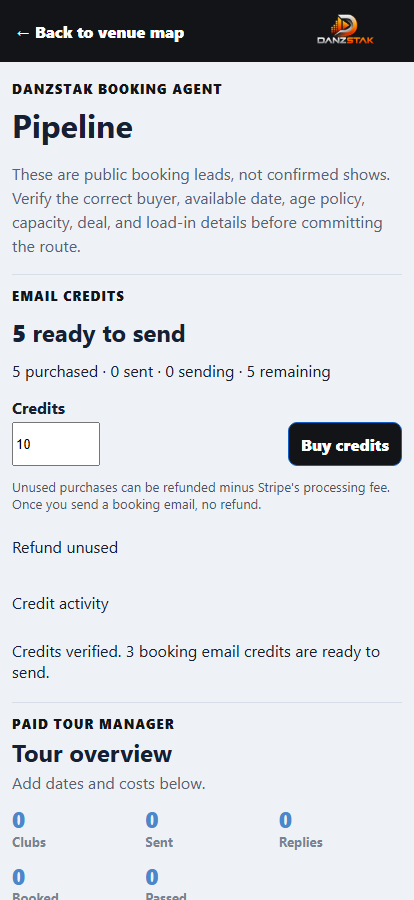 ← Back to venue map
DANZSTAK
DANZSTAK BOOKING AGENT
Pipeline
These are public booking leads, not confirmed shows.
Verify the correct buyer, available date, age policy,
capacity, deal, and load-in details before committing
the route.
EMAIL CREDITS
5 ready to send
5 purchased · 0 sent · 0 sending · 5 remaining
Credits
10
Buy credits
Unused purchases can be refunded minus Stripe's processing fee.
Once you send a booking email, no refund.
Refund unused
Credit activity
Credits verified. 3 booking email credits are ready to
send.
PAID TOUR MANAGER
Tour overview
Add dates and costs below.
0 0 0
Clubs Sent Replies
0 0
Booked Passed